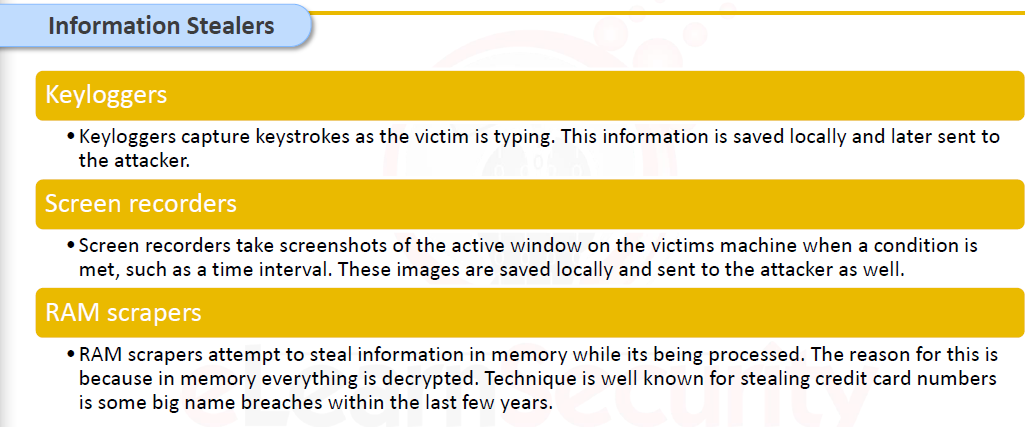 Information Stealers
Keyloggers
• Keyloggers capture keystrokes as the victim is typing. This information is saved locally and later sent to
the attacker.
Screen recorders
• Screen recorders take screenshots of the active window on the victims machine when a condition is
met, such as a time interval. These images are saved locally and sent to the attacker as well.
RAM scrapers
• RAM scrapers attempt to steal information in memory while its being processed. The reason for this is
because in memory everything is decrypted. Technique is well known for stealing credit card numbers
is some big name breaches within the last few years.
eLearnSecurity